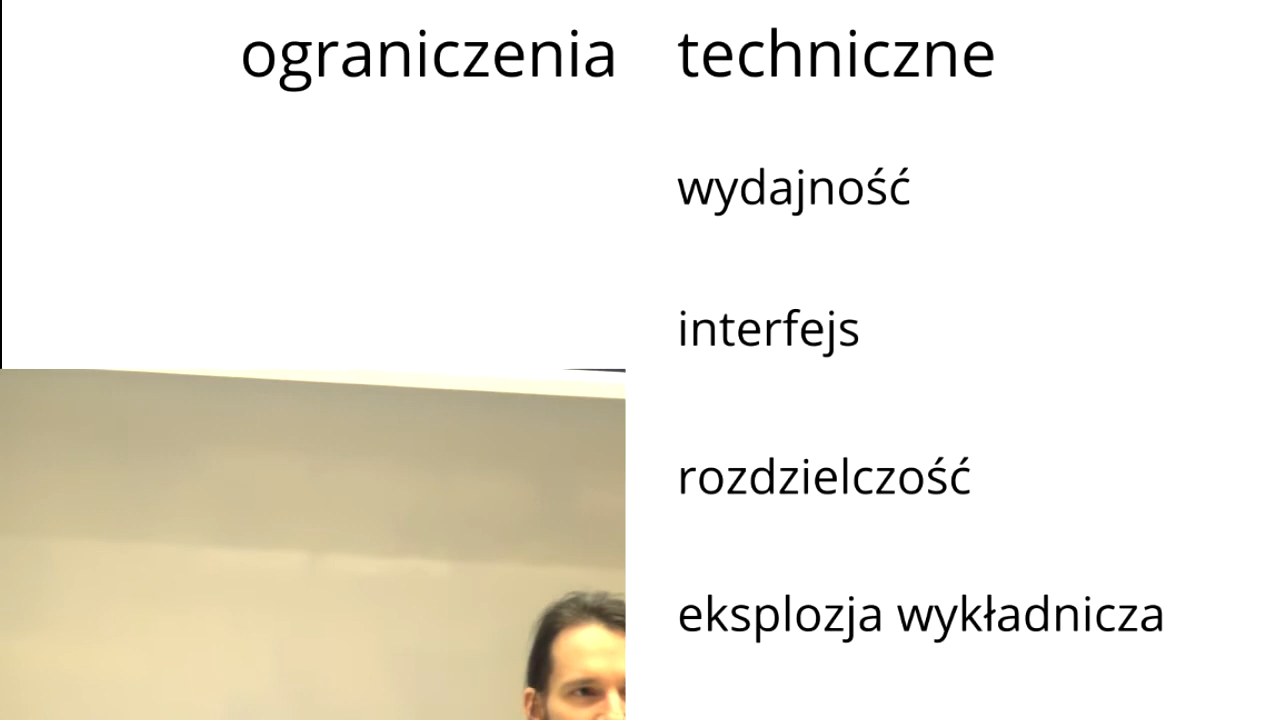 ograniczenia techniczne
wydajność
interfejs
rozdzielczość
eksplozja wykładnicza